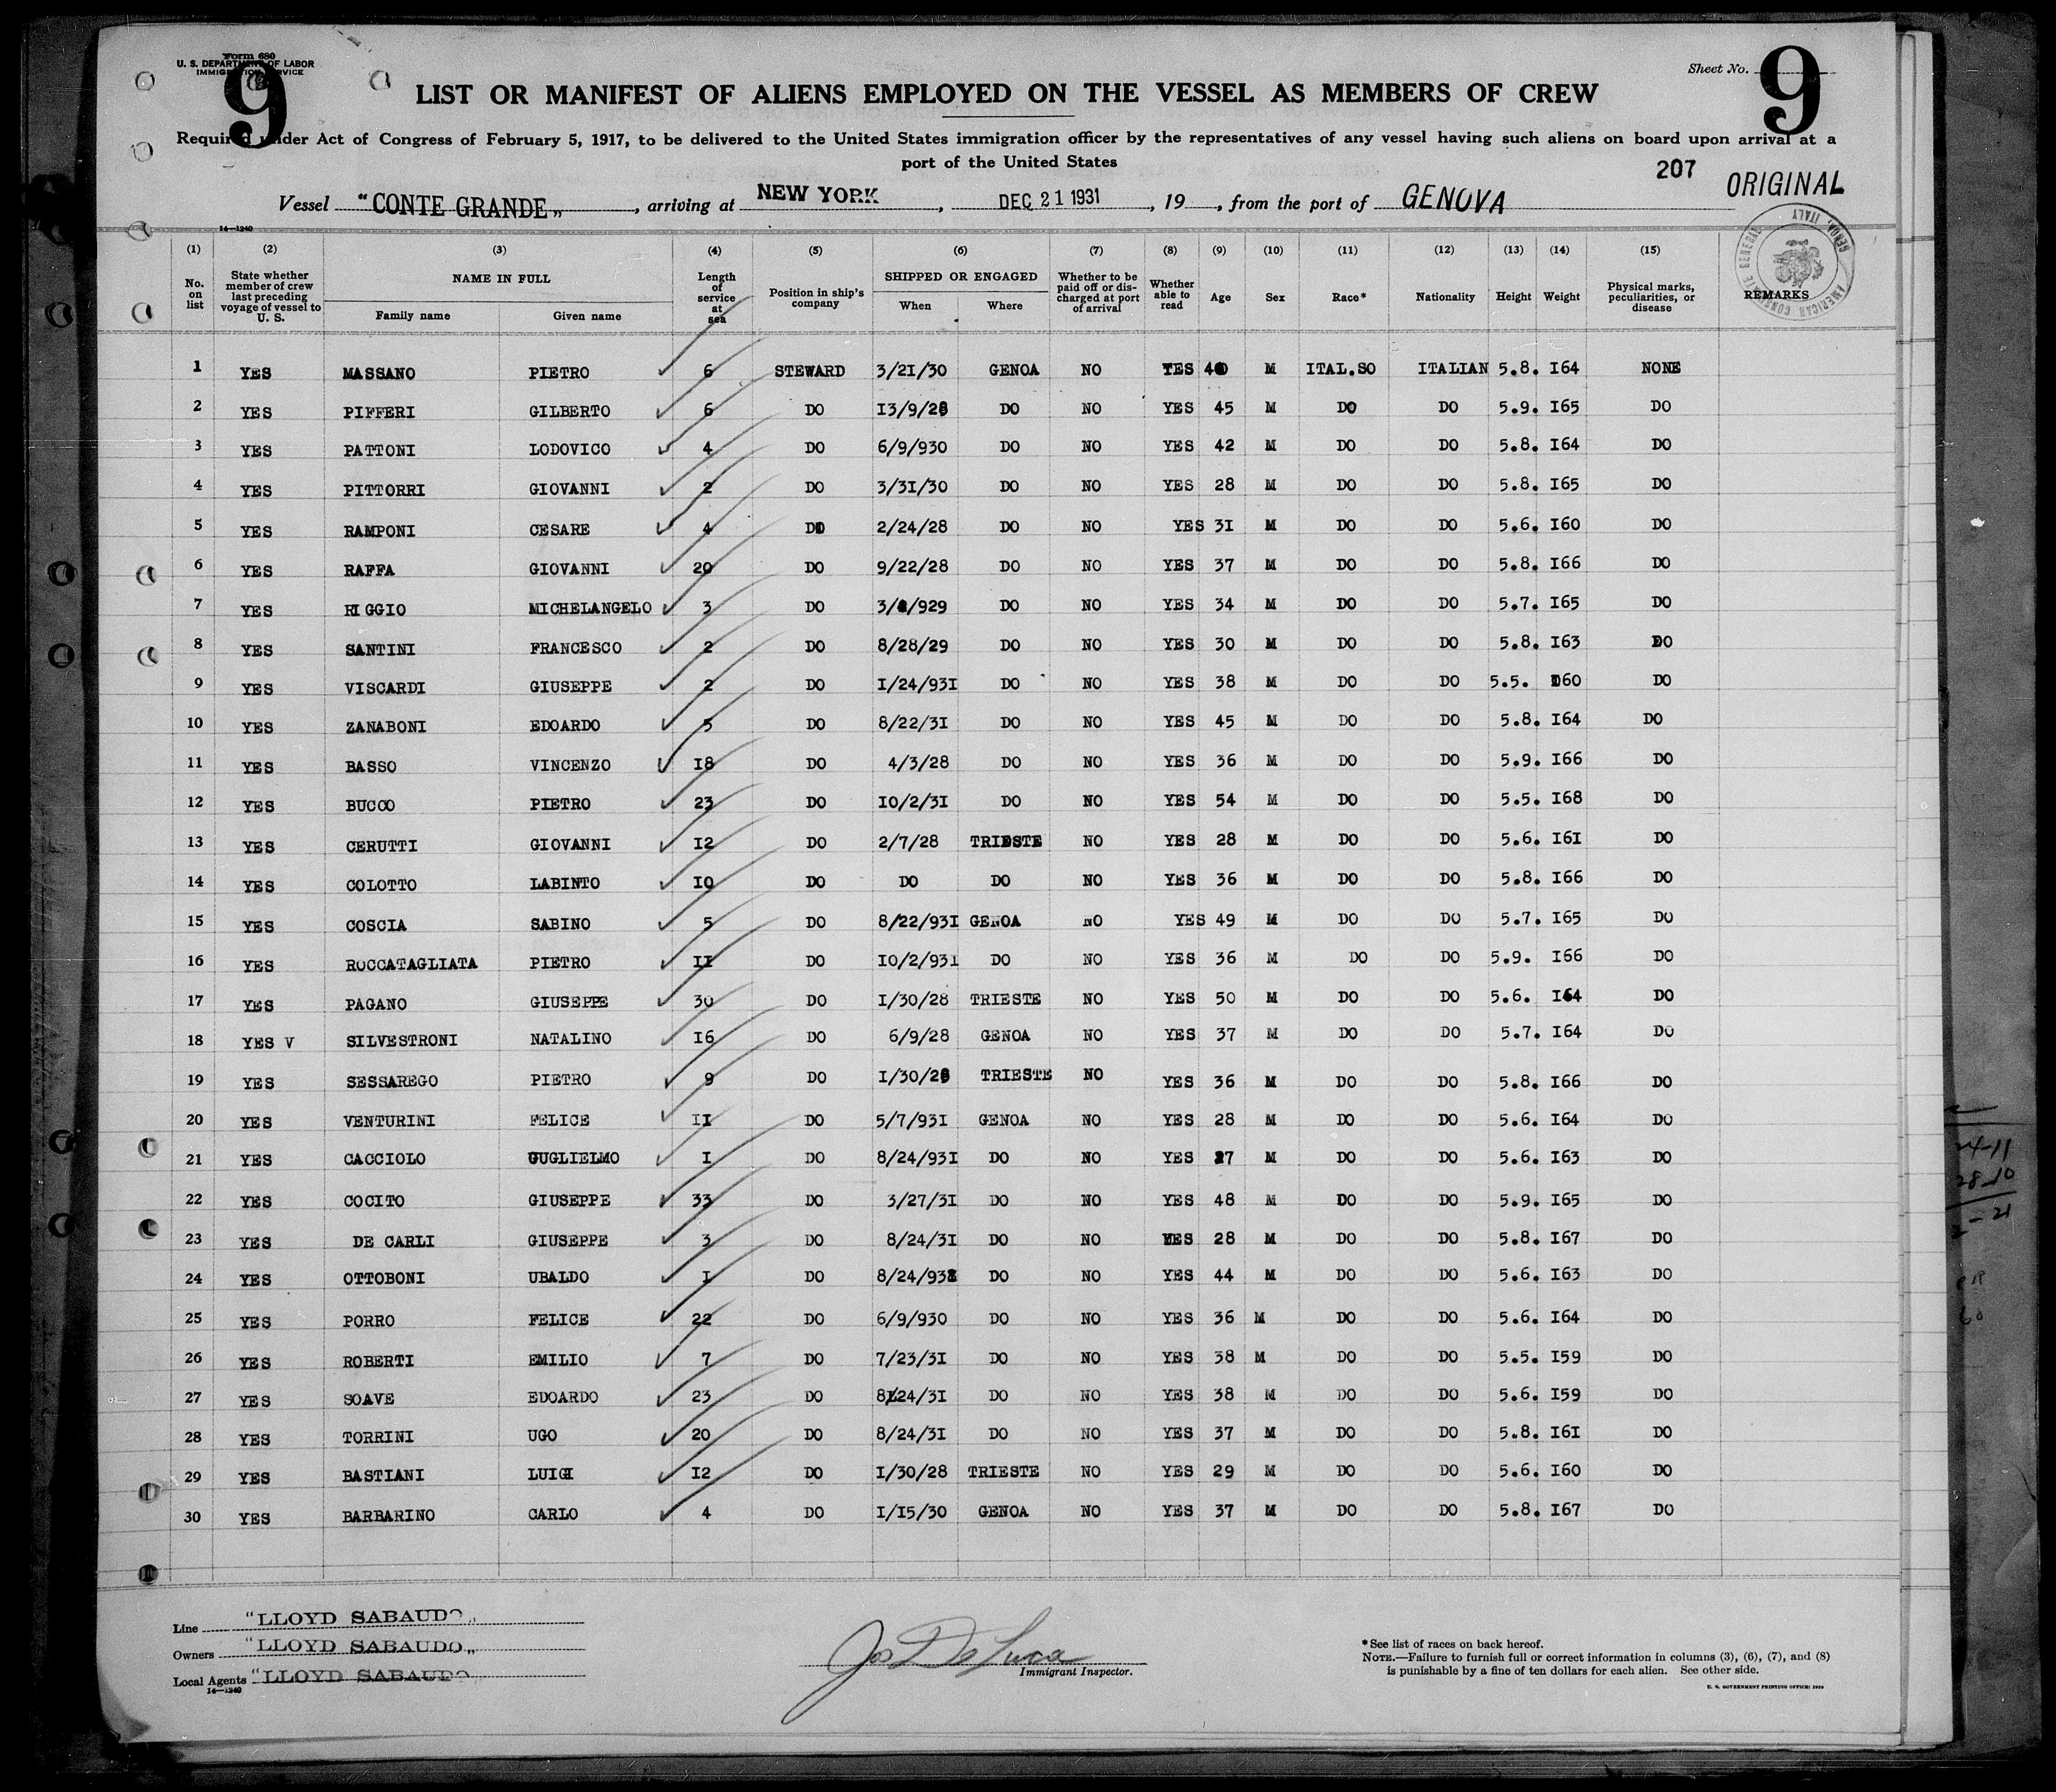 Form 680
U. S. DEPARTMENT OF LABOR
IMMIGRATION SERVICE
9
Sheet No. 9
LIST OR MANIFEST OF ALIENS EMPLOYED ON THE VESSEL AS MEMBERS OF CREW
Required under Act of Congress of February 5, 1917, to be delivered to the United States immigration officer by the representatives of any vessel having such aliens on board upon arrival at a
port of the United States
207
ORIGINAL
Vessel "CONTE GRANDE„ , arriving at NEW YORK , DEC 21 1931 , 19 , from the port of GENOVA
14—1240
AMERICAN CONSULATE GENERAL GENOA, ITALY
(1) (2) (3) (4) (5) (6) (7) (8) (9) (10) (11) (12) (13) (14) (15)
No. on list State whether member of crew last preceding voyage of vessel to U. S. NAME IN FULL Family name Given name Length of service at sea Position in ship's company SHIPPED OR ENGAGED When Where Whether to be paid off or discharged at port of arrival Whether able to read Age Sex Race* Nationality Height Weight Physical marks, peculiarities, or disease REMARKS
1 YES MASSANO PIETRO 6 STEWARD 3/2I/30 GENOA NO YES 40 M ITAL.SO ITALIAN 5.8. I64 NONE
2 YES PIFFERI GILBERTO 6 DO I3/9/28 DO NO YES 45 M DO DO 5.9. I65 DO
3 YES PATTONI LODOVICO 4 DO 6/9/930 DO NO YES 42 M DO DO 5.8. I64 DO
4 YES PITTORRI GIOVANNI 2 DO 3/3I/30 DO NO YES 28 M DO DO 5.8. I65 DO
5 YES RAMPONI CESARE 4 DO 2/24/28 DO NO YES 3I M DO DO 5.6. I60 DO
6 YES RAFFA GIOVANNI 20 DO 9/22/28 DO NO YES 37 M DO DO 5.8. I66 DO
7 YES RIGGIO MICHELANGELO 3 DO 3/ /929 DO NO YES 34 M DO DO 5.7. I65 DO
8 YES SANTINI FRANCESCO 2 DO 8/28/29 DO NO YES 30 M DO DO 5.8. I63 DO
9 YES VISCARDI GIUSEPPE 2 DO I/24/93I DO NO YES 38 M DO DO 5.5. I60 DO
10 YES ZANABONI EDOARDO 5 DO 8/22/3I DO NO YES 45 M DO DO 5.8. I64 DO
11 YES BASSO VINCENZO I8 DO 4/3/28 DO NO YES 36 M DO DO 5.9. I66 DO
12 YES BUCCO PIETRO 23 DO IO/2/3I DO NO YES 54 M DO DO 5.5. I68 DO
13 YES CERUTTI GIOVANNI I2 DO 2/7/28 TRIESTE NO YES 28 M DO DO 5.6. I6I DO
14 YES COLOTTO LABINTO IO DO DO DO NO YES 36 M DO DO 5.8. I66 DO
15 YES COSCIA SABINO 5 DO 8/22/93I GENOA NO YES 49 M DO DO 5.7. I65 DO
16 YES ROCCATAGLIATA PIETRO II DO IO/2/93I DO NO YES 36 M DO DO 5.9. I66 DO
17 YES PAGANO GIUSEPPE 30 DO I/30/28 TRIESTE NO YES 50 M DO DO 5.6. I64 DO
18 YES V SILVESTRONI NATALINO I6 DO 6/9/28 GENOA NO YES 37 M DO DO 5.7. I64 DO
19 YES SESSAREGO PIETRO 9 DO I/30/28 TRIESTE NO YES 36 M DO DO 5.8. I66 DO
20 YES VENTURINI FELICE II DO 5/7/93I GENOA NO YES 28 M DO DO 5.6. I64 DO
21 YES CACCIOLO GUGLIELMO I DO 8/24/93I DO NO YES 27 M DO DO 5.6. I63 DO
22 YES COCITO GIUSEPPE 33 DO 3/27/3I DO NO YES 48 M DO DO 5.9. I65 DO
23 YES DE CARLI GIUSEPPE 3 DO 8/24/3I DO NO YES 28 M DO DO 5.8. I67 DO
24 YES OTTOBONI UBALDO I DO 8/24/93I DO NO YES 44 M DO DO 5.6. I63 DO
25 YES PORRO FELICE 22 DO 6/9/930 DO NO YES 36 M DO DO 5.6. I64 DO
26 YES ROBERTI EMILIO 7 DO 7/23/3I DO NO YES 38 M DO DO 5.5. I59 DO
27 YES SOAVE EDOARDO 23 DO 8/24/3I DO NO YES 38 M DO DO 5.6. I59 DO
28 YES TORRINI UGO 20 DO 8/24/3I DO NO YES 37 M DO DO 5.8. I6I DO
29 YES BASTIANI LUIGI I2 DO I/30/28 TRIESTE NO YES 29 M DO DO 5.6. I60 DO
30 YES BARBARINO CARLO 4 DO I/I5/30 GENOA NO YES 37 M DO DO 5.8. I67 DO
Line "LLOYD SABAUDO„
Owners "LLOYD SABAUDO„
Local Agents "LLOYD SABAUDO
14—1240
Jos De Luca
Immigrant Inspector.
*See list of races on back hereof.
NOTE.—Failure to furnish full or correct information in columns (3), (6), (7), and (8)
is punishable by a fine of ten dollars for each alien. See other side.
U. S. GOVERNMENT PRINTING OFFICE: 1930
24-11
28-10
2-21